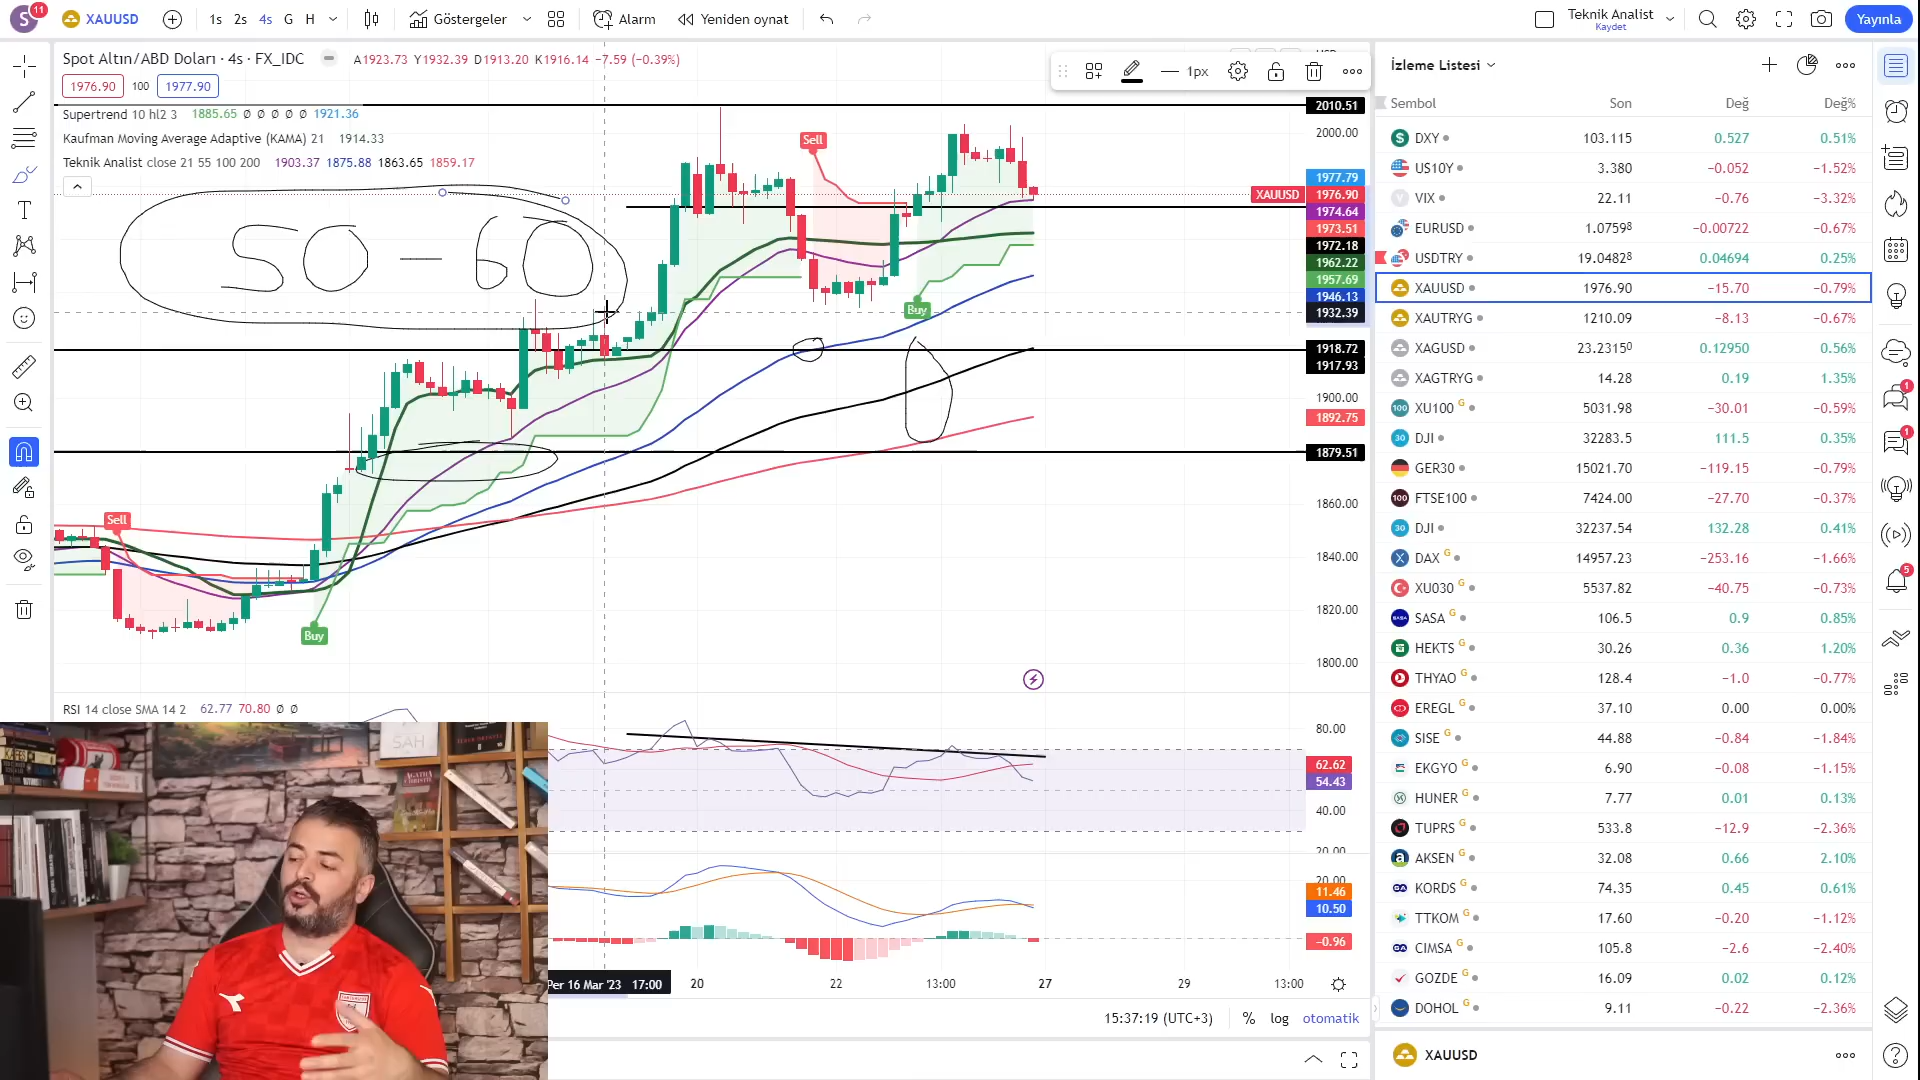 S 11 XAUUSD 1s 2s 4s G H Göstergeler Alarm Yeniden oynat Teknik Analist Kaydet Yayınla
Spot Altın/ABD Doları · 4s · FX_IDC A1923.73 Y1932.39 D1913.20 K1916.14 −7.59 (−0.39%)
1976.90 100 1977.90
Supertrend 10 hl2 3 1885.65 Ø Ø Ø Ø Ø 1921.36
Kaufman Moving Average Adaptive (KAMA) 21 1914.33
Teknik Analist close 21 55 100 200 1903.37 1875.88 1863.65 1859.17
1px
50 – 60
Sell
Sell
Buy
Buy
2010.51
2000.00
1977.79
XAUUSD 1976.90
1974.64
1973.51
1972.18
1962.22
1957.69
1946.13
1932.39
1918.72
1917.93
1900.00
1892.75
1879.51
1860.00
1840.00
1820.00
1800.00
RSI 14 close SMA 14 2 62.77 70.80 Ø Ø
80.00
62.62
54.43
40.00
20.00
20.00
11.46
10.50
−0.96
Per 16 Mar '23 17:00 20 22 13:00 27 29 13:00
15:37:19 (UTC+3) % log otomatik
SAH
AGATHA
CHRISTIE
İzleme Listesi
Sembol Son Değ Değ%
DXY 103.115 0.527 0.51%
US10Y 3.380 −0.052 −1.52%
VIX 22.11 −0.76 −3.32%
EURUSD 1.07598 −0.00722 −0.67%
USDTRY 19.04828 0.04694 0.25%
XAUUSD 1976.90 −15.70 −0.79%
XAUTRYG 1210.09 −8.13 −0.67%
XAGUSD 23.23150 0.12950 0.56%
XAGTRYG 14.28 0.19 1.35%
100 XU100 G 5031.98 −30.01 −0.59%
30 DJI 32283.5 111.5 0.35%
GER30 15021.70 −119.15 −0.79%
100 FTSE100 7424.00 −27.70 −0.37%
30 DJI 32237.54 132.28 0.41%
DAX G 14957.23 −253.16 −1.66%
XU030 G 5537.82 −40.75 −0.73%
SASA SASA G 106.5 0.9 0.85%
HEKTS G 30.26 0.36 1.20%
THYAO G 128.4 −1.0 −0.77%
EREGL G 37.10 0.00 0.00%
SISE G 44.88 −0.84 −1.84%
EKGYO G 6.90 −0.08 −1.15%
HUNER G 7.77 0.01 0.13%
TUPRS G 533.8 −12.9 −2.36%
a AKSEN G 32.08 0.66 2.10%
KORDS G 74.35 0.45 0.61%
TTKOM G 17.60 −0.20 −1.12%
CIMSA G 105.8 −2.6 −2.40%
GOZDE G 16.09 0.02 0.12%
DOHOL G 9.11 −0.22 −2.36%
XAUUSD
1
1
5